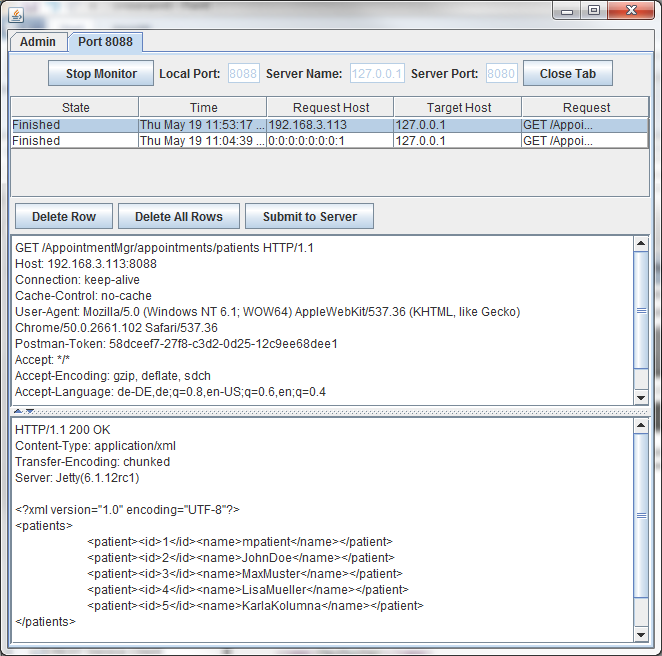 Admin Port 8088
Stop Monitor Local Port: 8088 Server Name: 127.0.0.1 Server Port: 8080 Close Tab
State Time Request Host Target Host Request
Finished Thu May 19 11:53:17 ... 192.168.3.113 127.0.0.1 GET /Appoi...
Finished Thu May 19 11:04:39 ... 0:0:0:0:0:0:0:1 127.0.0.1 GET /Appoi...
Delete Row Delete All Rows Submit to Server
GET /AppointmentMgr/appointments/patients HTTP/1.1
Host: 192.168.3.113:8088
Connection: keep-alive
Cache-Control: no-cache
User-Agent: Mozilla/5.0 (Windows NT 6.1; WOW64) AppleWebKit/537.36 (KHTML, like Gecko)
Chrome/50.0.2661.102 Safari/537.36
Postman-Token: 58dceef7-27f8-c3d2-0d25-12c9ee68dee1
Accept: */*
Accept-Encoding: gzip, deflate, sdch
Accept-Language: de-DE,de;q=0.8,en-US;q=0.6,en;q=0.4
HTTP/1.1 200 OK
Content-Type: application/xml
Transfer-Encoding: chunked
Server: Jetty(6.1.12rc1)
<?xml version="1.0" encoding="UTF-8"?>
<patients>
<patient><id>1</id><name>mpatient</name></patient>
<patient><id>2</id><name>JohnDoe</name></patient>
<patient><id>3</id><name>MaxMuster</name></patient>
<patient><id>4</id><name>LisaMueller</name></patient>
<patient><id>5</id><name>KarlaKolumna</name></patient>
</patients>